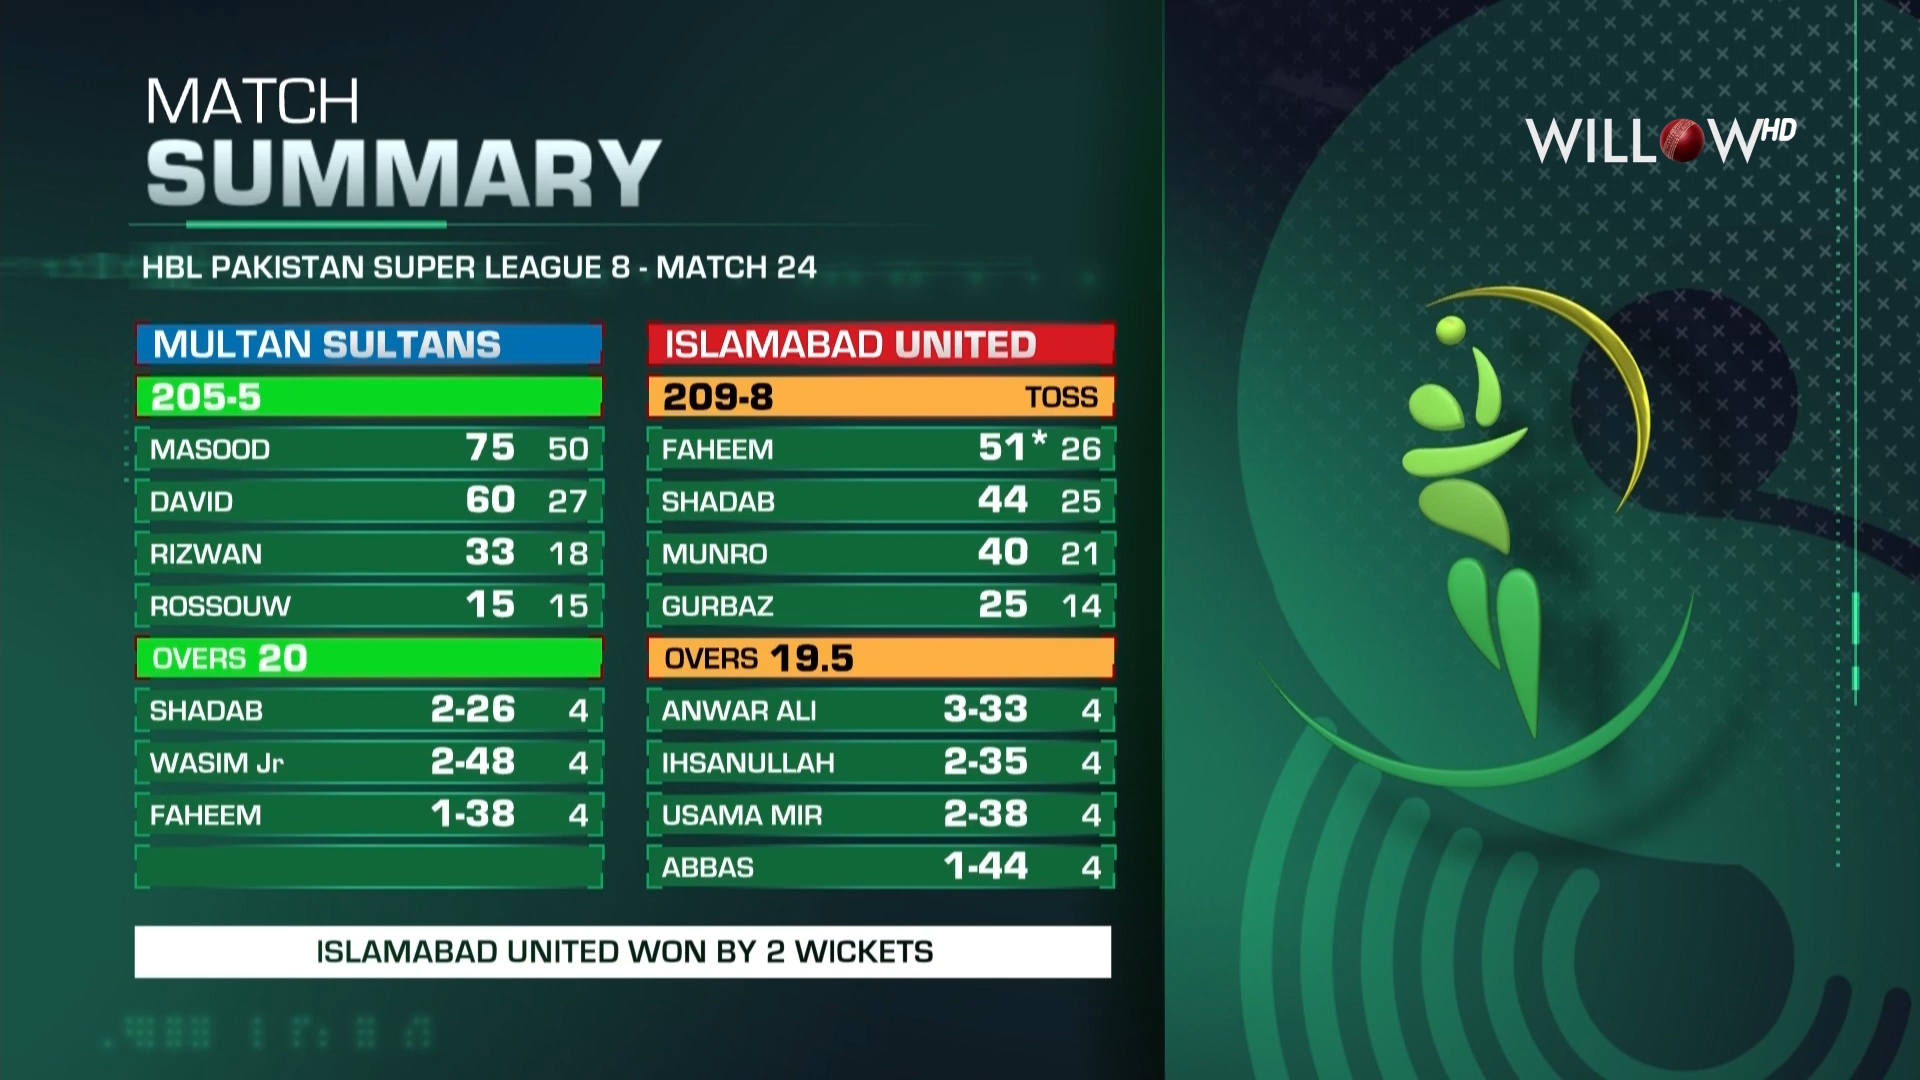 MATCH
SUMMARY
WILLOW HD
HBL PAKISTAN SUPER LEAGUE 8 - MATCH 24
MULTAN SULTANS
205-5
MASOOD 75 50
DAVID 60 27
RIZWAN 33 18
ROSSOUW 15 15
OVERS 20
SHADAB 2-26 4
WASIM Jr 2-48 4
FAHEEM 1-38 4
ISLAMABAD UNITED
209-8 TOSS
FAHEEM 51* 26
SHADAB 44 25
MUNRO 40 21
GURBAZ 25 14
OVERS 19.5
ANWAR ALI 3-33 4
IHSANULLAH 2-35 4
USAMA MIR 2-38 4
ABBAS 1-44 4
ISLAMABAD UNITED WON BY 2 WICKETS